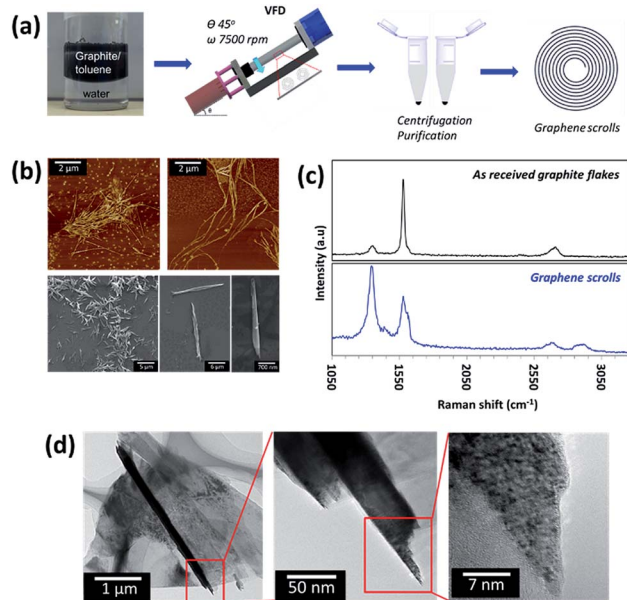 (a)
Graphite/
toluene
water
Θ 45°
ω 7500 rpm
VFD
θ
Centrifugation
Purification
Graphene scrolls
(b)
2 µm
2 µm
5 µm
6 µm
700 nm
(c)
As received graphite flakes
Graphene scrolls
Intensity (a.u)
1050
1550
2050
2550
3050
Raman shift (cm⁻¹)
(d)
1 µm
50 nm
7 nm